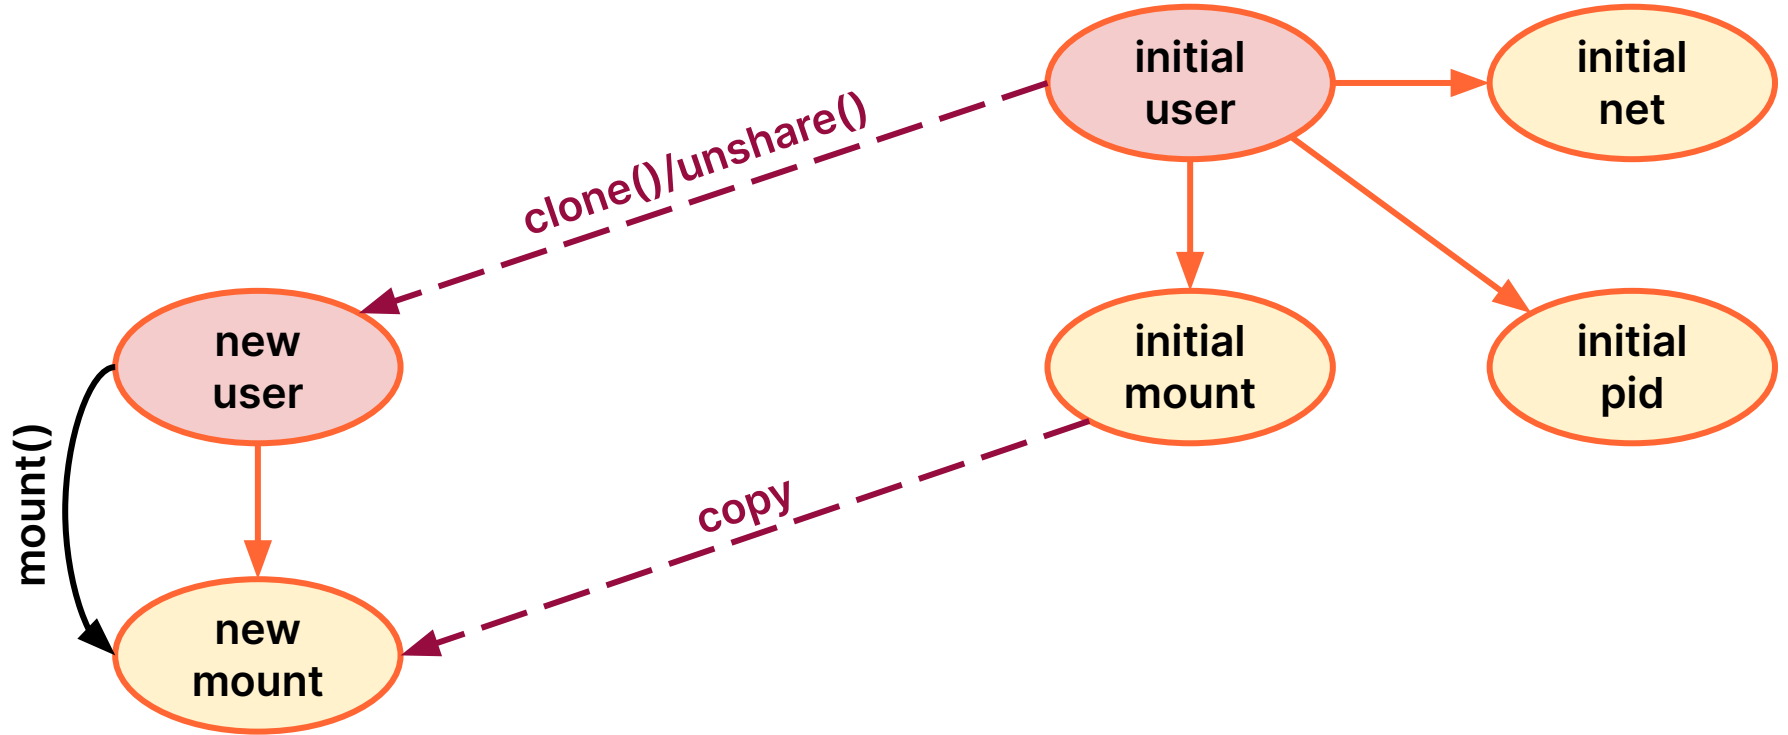 initial
user
initial
net
clone()/unshare()
new
user
initial
mount
initial
pid
mount()
copy
new
mount